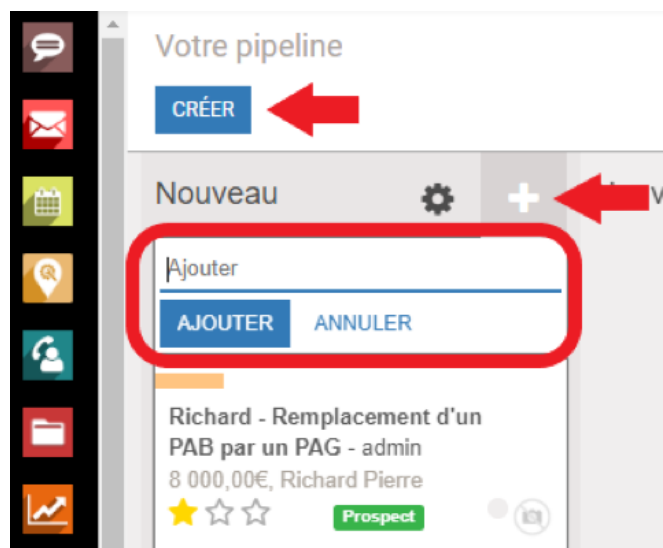 Votre pipeline
CRÉER
Nouveau
Ajouter
AJOUTER
ANNULER
Richard - Remplacement d'un
PAB par un PAG - admin
8 000,00€, Richard Pierre
Prospect